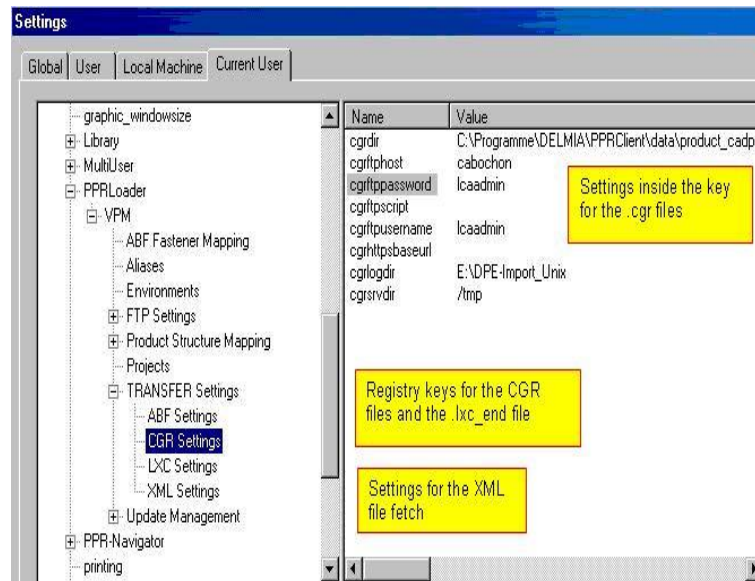 Settings
Global User Local Machine Current User
graphic_windowsize
Library
MultiUser
PPRLoader
VPM
ABF Fastener Mapping
Aliases
Environments
FTP Settings
Product Structure Mapping
Projects
TRANSFER Settings
ABF Settings
CGR Settings
LXC Settings
XML Settings
Update Management
PPR-Navigator
printing
Name Value
cgrdir C:\Programme\DELMIA\PPRClient\data\product_cadp
cgrftphost cabochon
cgrftppassword lcaadmin
cgrftpscript
cgrftpusername lcaadmin
cgrhttpsbaseurl
cgrlogdir E:\DPE-Import_Unix
cgrsrvdir /tmp
Settings inside the key
for the .cgr files
Registry keys for the CGR
files and the .lxc_end file
Settings for the XML
file fetch